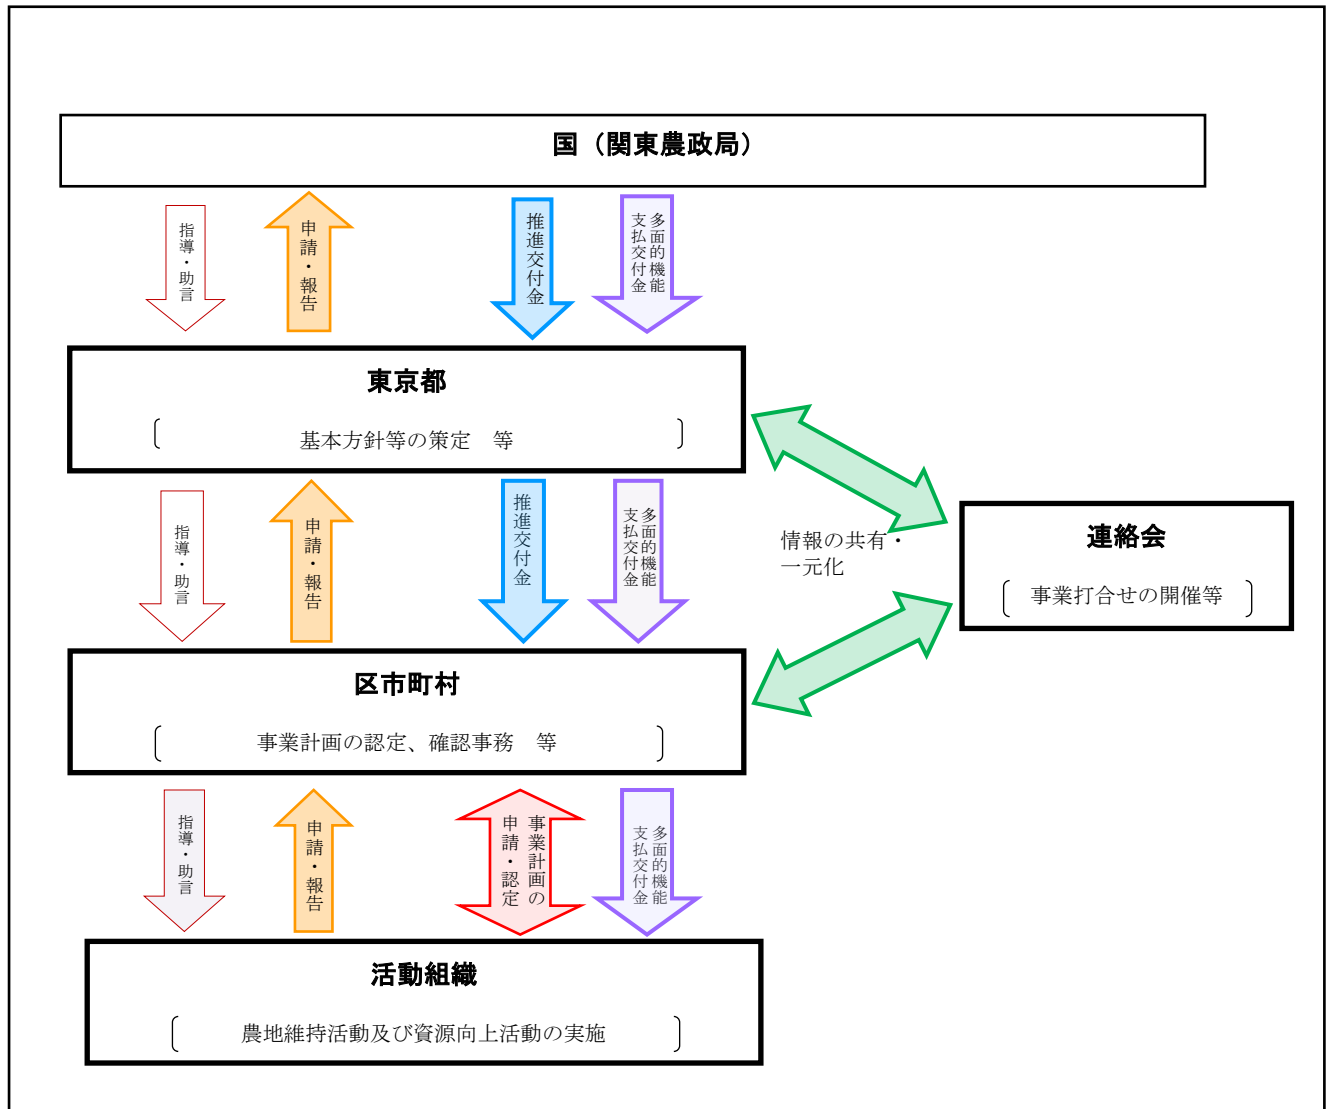 国（関東農政局）
指導・助言
申請・報告
推進交付金
多面的機能
支払交付金
東京都
基本方針等の策定　等
指導・助言
申請・報告
推進交付金
多面的機能
支払交付金
情報の共有・
一元化
連絡会
事業打合せの開催等
区市町村
事業計画の認定、確認事務　等
指導・助言
申請・報告
事業計画の
申請・認定
多面的機能
支払交付金
活動組織
農地維持活動及び資源向上活動の実施